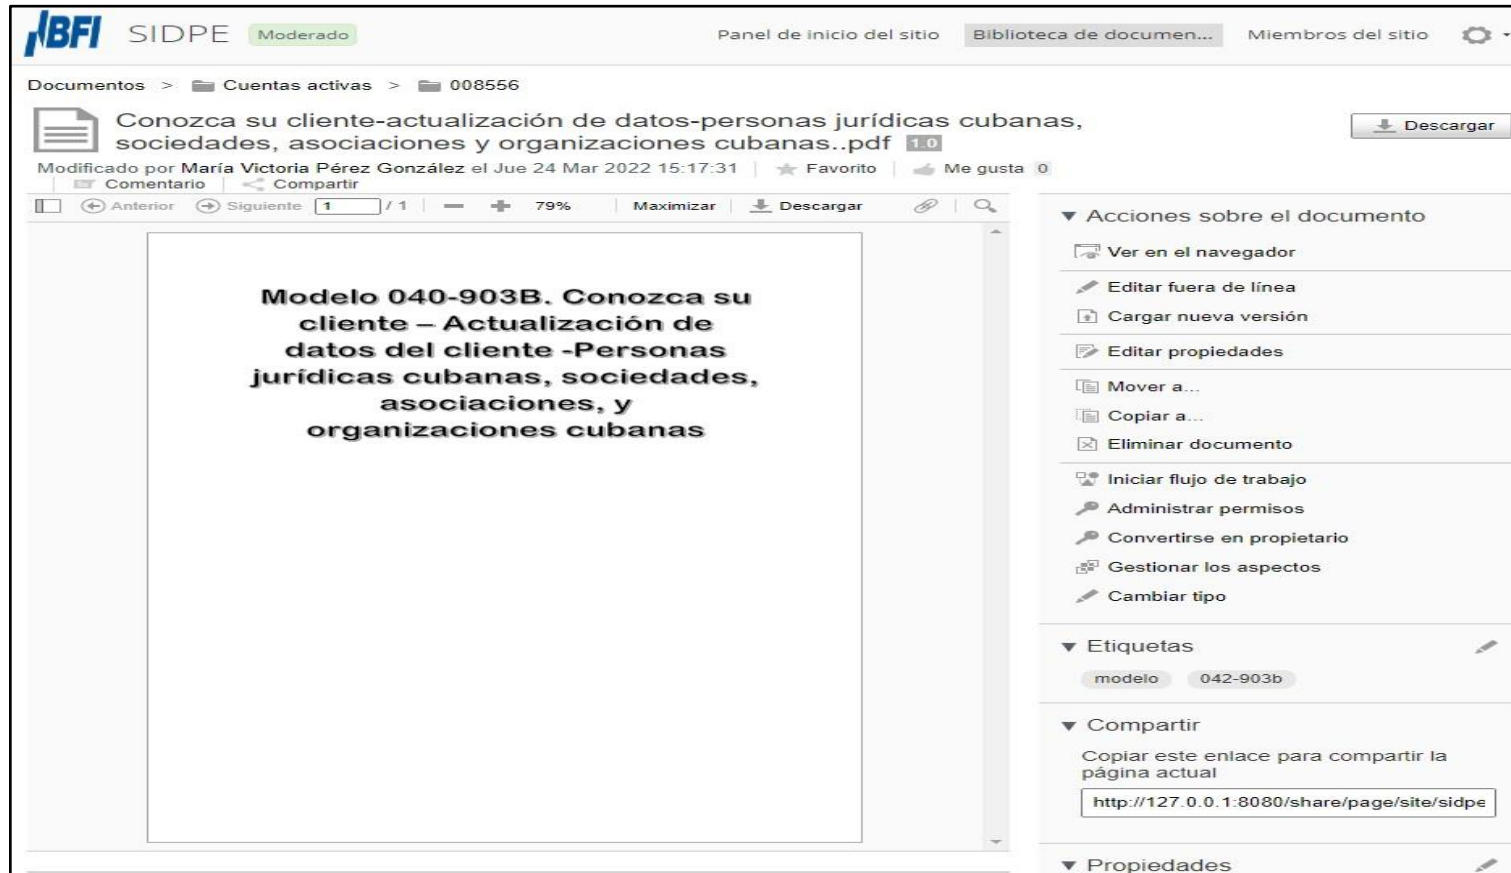 BFI SIDPE Moderado Panel de inicio del sitio Biblioteca de documen... Miembros del sitio
Documentos > Cuentas activas > 008556
Conozca su cliente-actualización de datos-personas jurídicas cubanas,
sociedades, asociaciones y organizaciones cubanas..pdf 1.0
Descargar
Modificado por María Victoria Pérez González el Jue 24 Mar 2022 15:17:31 Favorito Me gusta 0
Comentario Compartir
Anterior Siguiente 1 / 1 79% Maximizar Descargar
Modelo 040-903B. Conozca su
cliente – Actualización de
datos del cliente -Personas
jurídicas cubanas, sociedades,
asociaciones, y
organizaciones cubanas
Acciones sobre el documento
Ver en el navegador
Editar fuera de línea
Cargar nueva versión
Editar propiedades
Mover a...
Copiar a...
Eliminar documento
Iniciar flujo de trabajo
Administrar permisos
Convertirse en propietario
Gestionar los aspectos
Cambiar tipo
Etiquetas
modelo 042-903b
Compartir
Copiar este enlace para compartir la
página actual
http://127.0.0.1:8080/share/page/site/sidpe
Propiedades